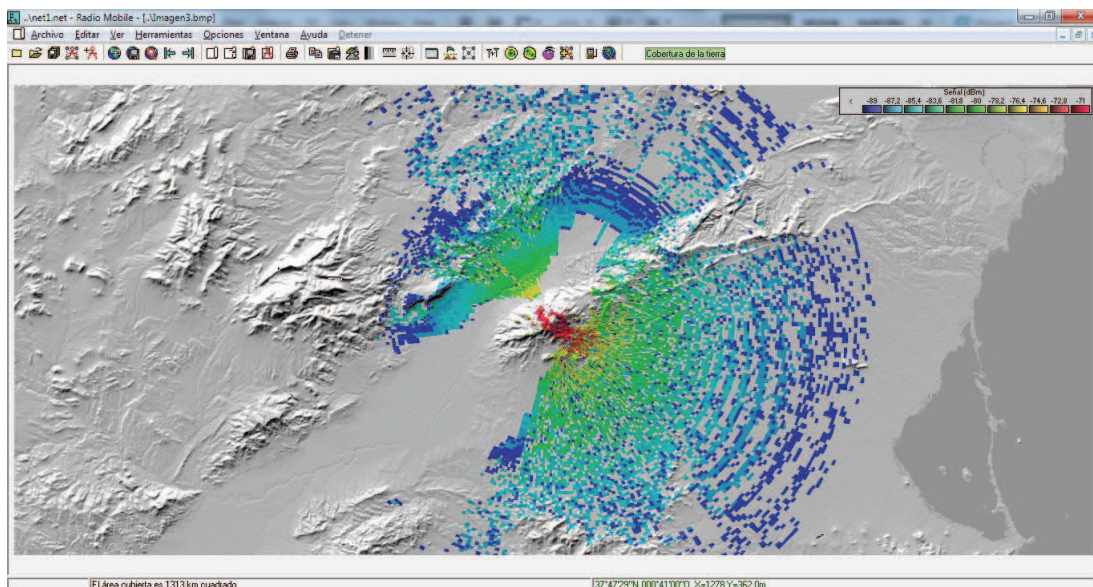 ..\net1.net - Radio Mobile - [..\Imagen3.bmp]
Archivo Editar Ver Herramientas Opciones Ventana Ayuda Detener
Cobertura de la tierra
Señal (dBm)
< -89 -87,2 -85,4 -83,6 -81,8 -80 -78,2 -76,4 -74,6 -72,8 -71
El área cubierta es 1313 km cuadrado
37°47'29''N 000°41'00''O X=1278 Y=362 0m